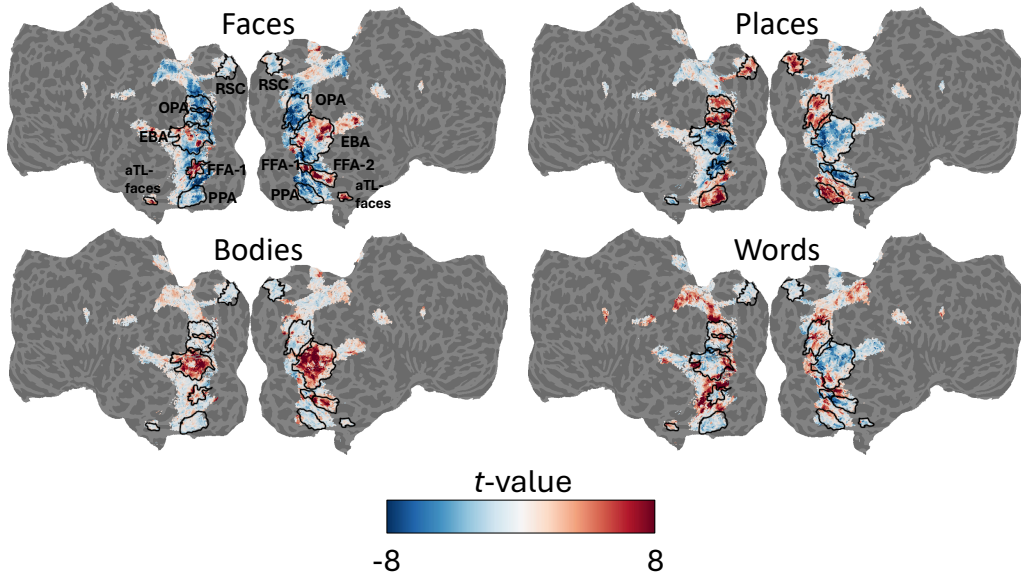 Faces
Places
RSC
RSC
OPA
OPA
EBA
EBA
FFA-1
FFA-1
FFA-2
aTL-
faces
aTL-
faces
PPA
PPA
Bodies
Words
t-value
-8
8